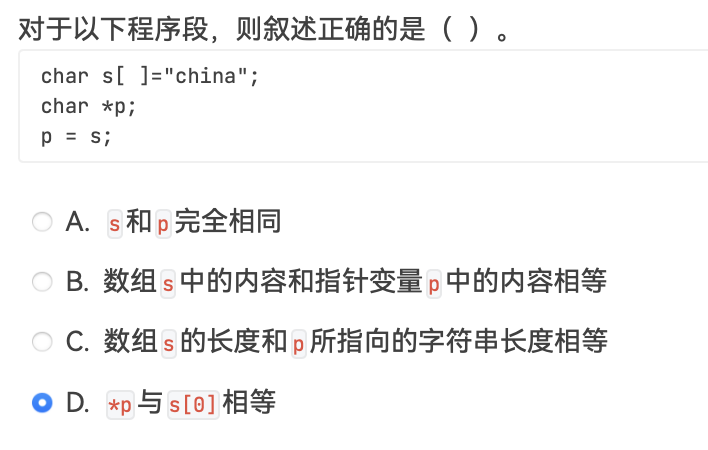 对于以下程序段，则叙述正确的是（ ）。
char s[ ]="china";
char *p;
p = s;
A. s和p完全相同
B. 数组s中的内容和指针变量p中的内容相等
C. 数组s的长度和p所指向的字符串长度相等
D. *p与s[0]相等